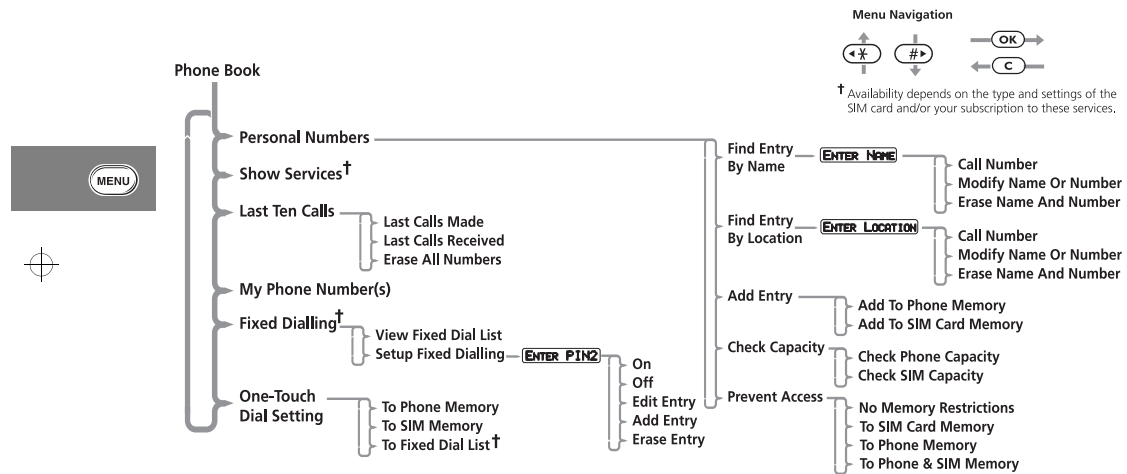 Menu Navigation
OK
* #
C
† Availability depends on the type and settings of the
SIM card and/or your subscription to these services.
MENU
Phone Book
Personal Numbers
Show Services†
Last Ten Calls
Last Calls Made
Last Calls Received
Erase All Numbers
My Phone Number(s)
Fixed Dialling†
View Fixed Dial List
Setup Fixed Dialling
ENTER PIN2
On
Off
Edit Entry
Add Entry
Erase Entry
One-Touch
Dial Setting
To Phone Memory
To SIM Memory
To Fixed Dial List†
Find Entry
By Name
ENTER NAME
Call Number
Modify Name Or Number
Erase Name And Number
Find Entry
By Location
ENTER LOCATION
Call Number
Modify Name Or Number
Erase Name And Number
Add Entry
Add To Phone Memory
Add To SIM Card Memory
Check Capacity
Check Phone Capacity
Check SIM Capacity
Prevent Access
No Memory Restrictions
To SIM Card Memory
To Phone Memory
To Phone & SIM Memory